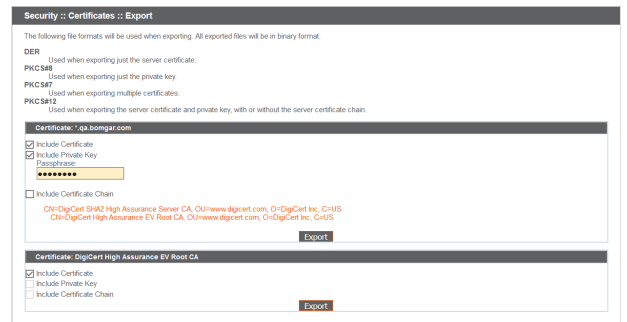 Security :: Certificates :: Export
The following file formats will be used when exporting. All exported files will be in binary format.
DER
Used when exporting just the server certificate.
PKCS#8
Used when exporting just the private key.
PKCS#7
Used when exporting multiple certificates.
PKCS#12
Used when exporting the server certificate and private key, with or without the server certificate chain.
Certificate: *.qa.bomgar.com
Include Certificate
Include Private Key
Passphrase:
••••••••
Include Certificate Chain
CN=DigiCert SHA2 High Assurance Server CA, OU=www.digicert.com, O=DigiCert Inc, C=US
CN=DigiCert High Assurance EV Root CA, OU=www.digicert.com, O=DigiCert Inc, C=US
Export
Certificate: DigiCert High Assurance EV Root CA
Include Certificate
Include Private Key
Include Certificate Chain
Export